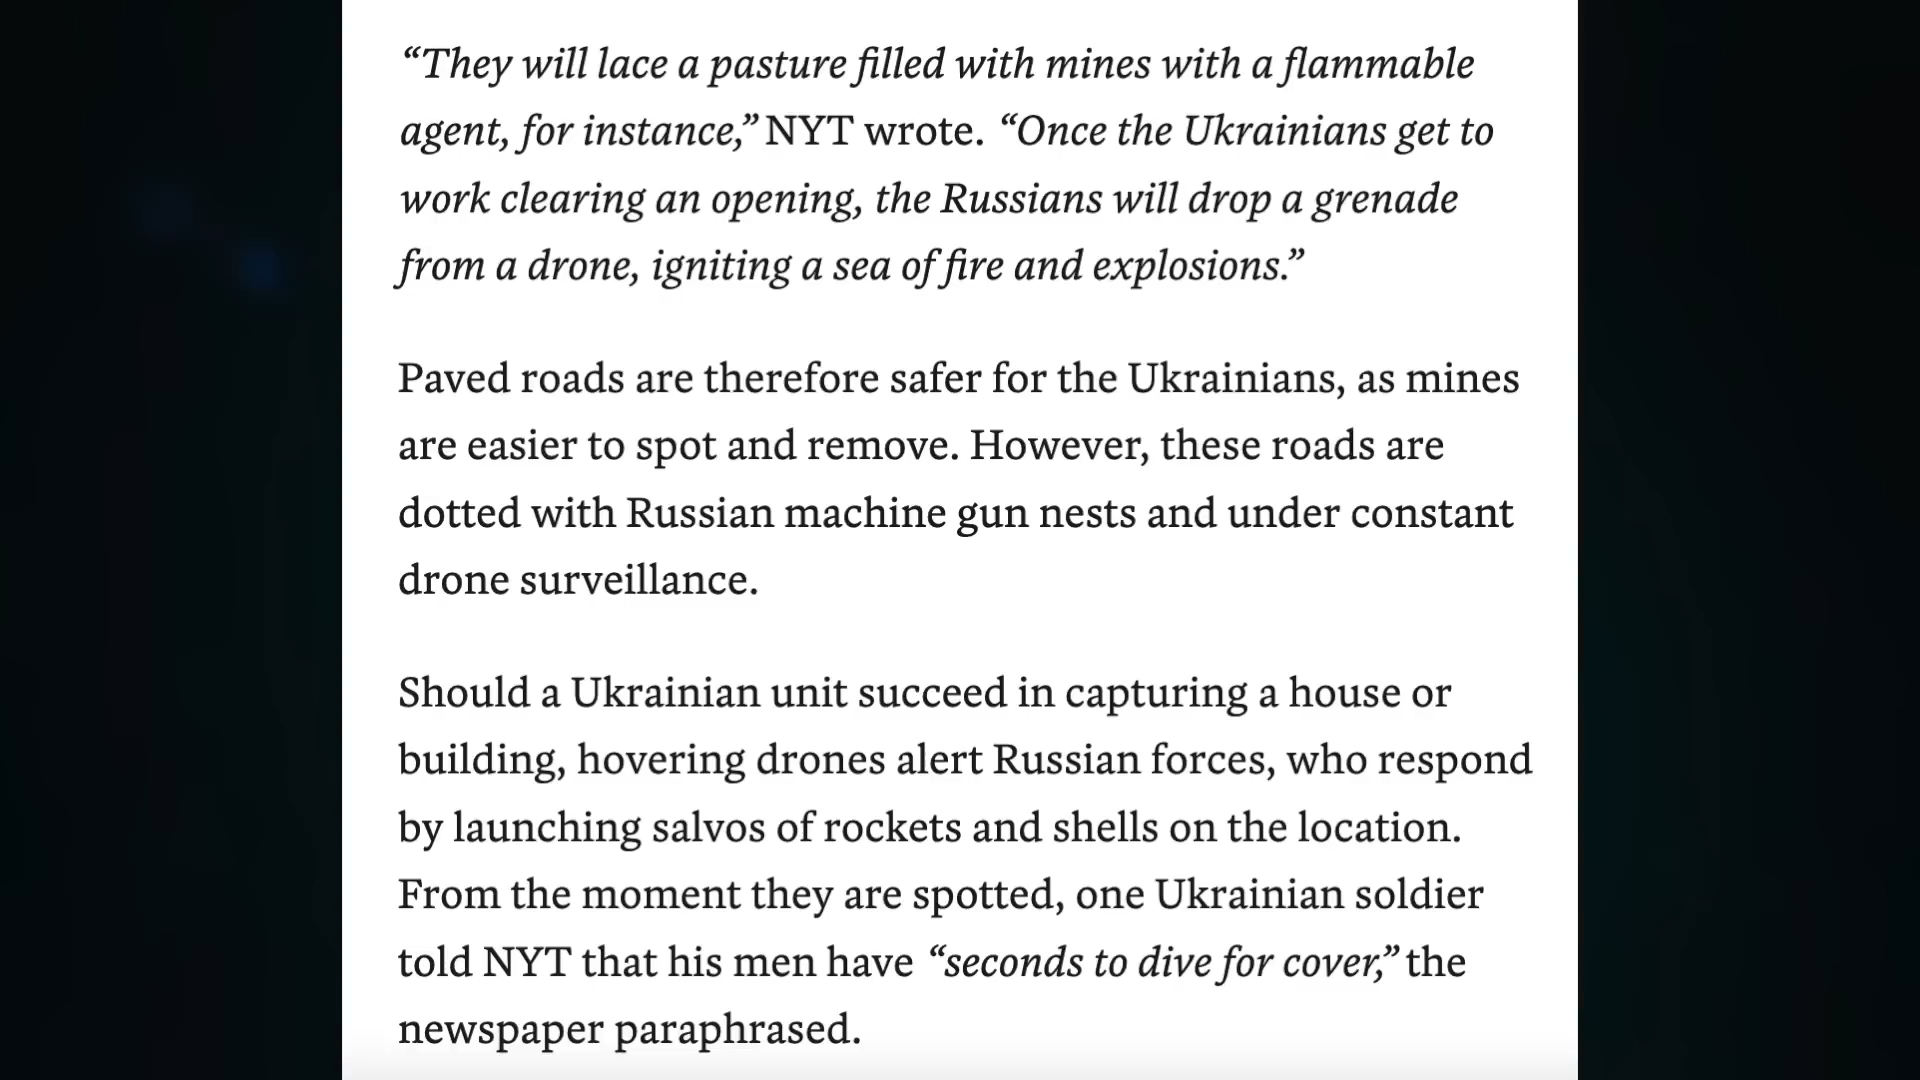 “They will lace a pasture filled with mines with a flammable
agent, for instance,” NYT wrote. “Once the Ukrainians get to
work clearing an opening, the Russians will drop a grenade
from a drone, igniting a sea of fire and explosions.”
Paved roads are therefore safer for the Ukrainians, as mines
are easier to spot and remove. However, these roads are
dotted with Russian machine gun nests and under constant
drone surveillance.
Should a Ukrainian unit succeed in capturing a house or
building, hovering drones alert Russian forces, who respond
by launching salvos of rockets and shells on the location.
From the moment they are spotted, one Ukrainian soldier
told NYT that his men have “seconds to dive for cover,” the
newspaper paraphrased.